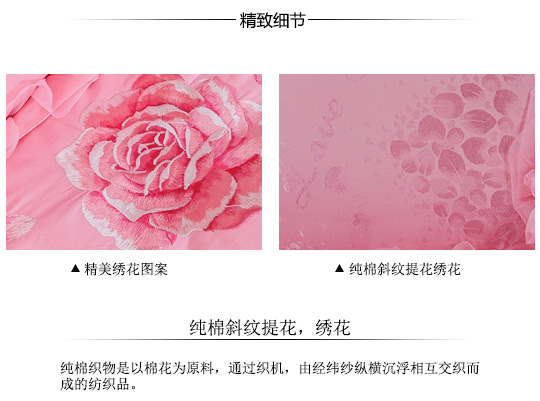 精致细节
Love
▲ 精美绣花图案
▲ 纯棉斜纹提花绣花
纯棉斜纹提花，绣花
纯棉织物是以棉花为原料，通过织机，由经纬纱纵横沉浮相互交织而
成的纺织品。